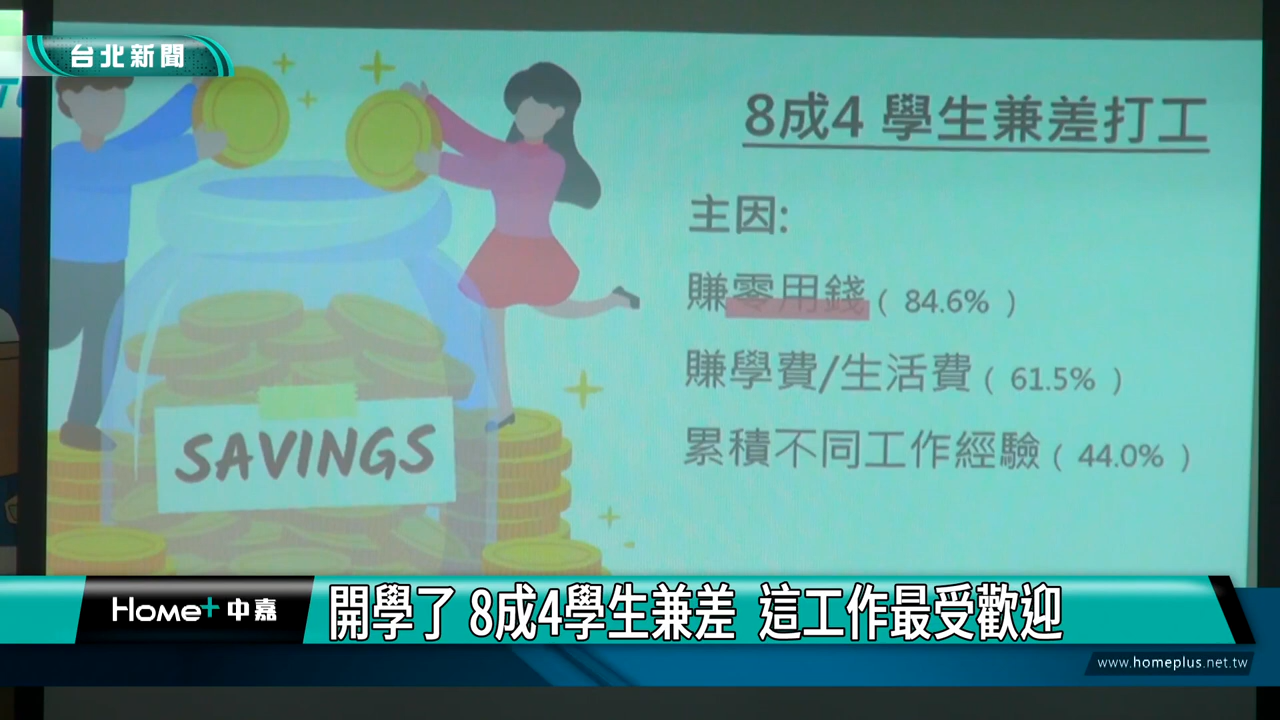 台北新聞
8成4 學生兼差打工
主因:
賺零用錢（ 84.6% ）
賺學費/生活費（ 61.5% ）
累積不同工作經驗（ 44.0% ）
SAVINGS
Home+中嘉
開學了 8成4學生兼差 這工作最受歡迎
www.homeplus.net.tw